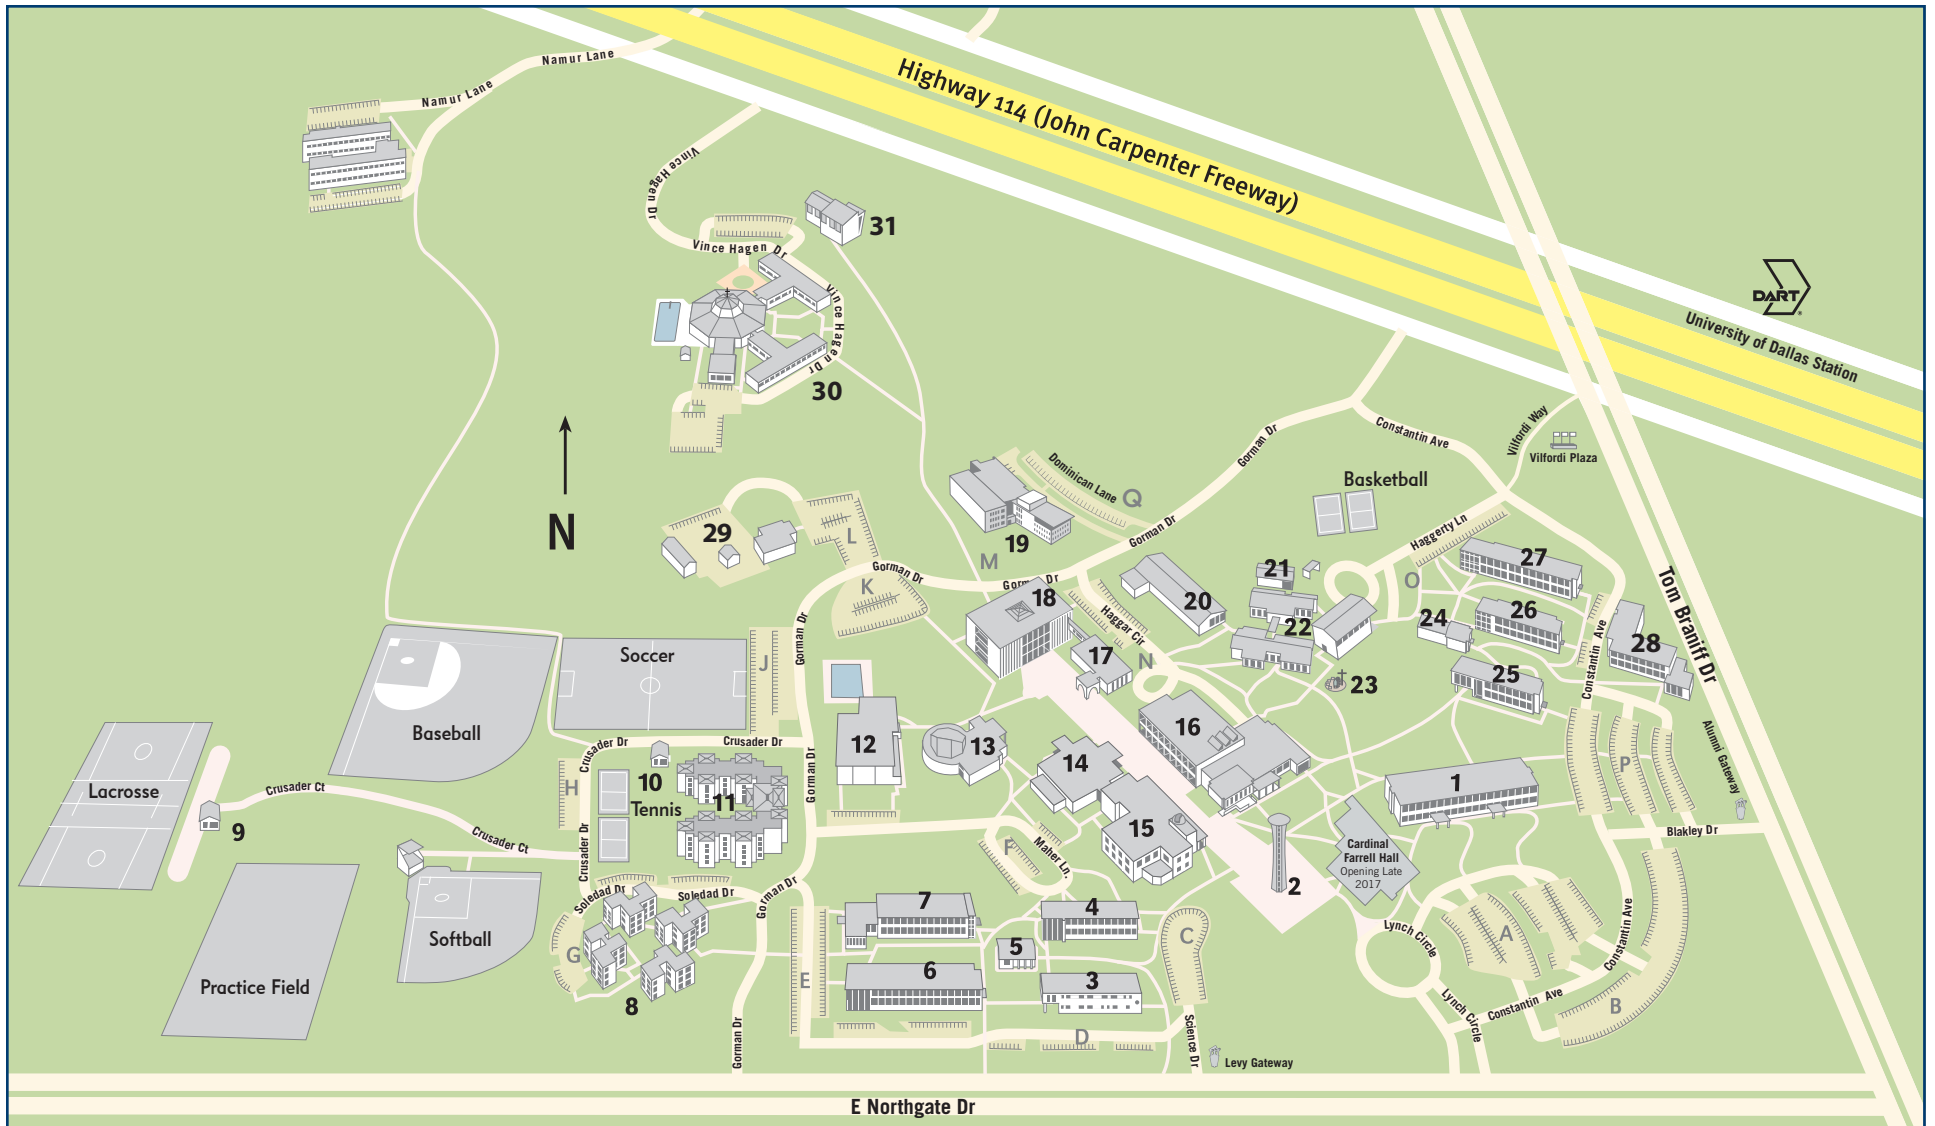 Namur Lane
Namur Lane
Highway 114 (John Carpenter Freeway)
Vince Hagen Dr
31
Vince Hagen Dr
Vince Hagen Dr
30
DART
University of Dallas Station
N
Vilfordi Way
Vilfordi Plaza
Constantin Ave
Gorman Dr
Basketball
Dominican Lane
Q
Gorman Dr
19
M
29
L
K
Gorman Dr
Gorman Dr
Haggerty Ln
O
27
26
24
25
28
21
22
20
23
18
Haggar Cir
N
17
16
Constantin Ave
Tom Braniff Dr
Alumni Gateway
P
Blakley Dr
1
Soccer
J
Gorman Dr
Baseball
Lacrosse
Crusader Ct
9
Crusader Ct
Crusader Dr
Crusader Dr
H
10
Tennis
11
Crusader Dr
Gorman Dr
12
13
14
15
F
Maher Ln.
2
Cardinal
Farrell Hall
Opening Late
2017
Practice Field
Softball
Soledad Dr
Soledad Dr
G
8
Gorman Dr
Gorman Dr
E
7
6
5
4
3
C
D
Science Dr
Levy Gateway
Lynch Circle
Lynch Circle
A
B
Constantin Ave
Constantin Ave
E Northgate Dr